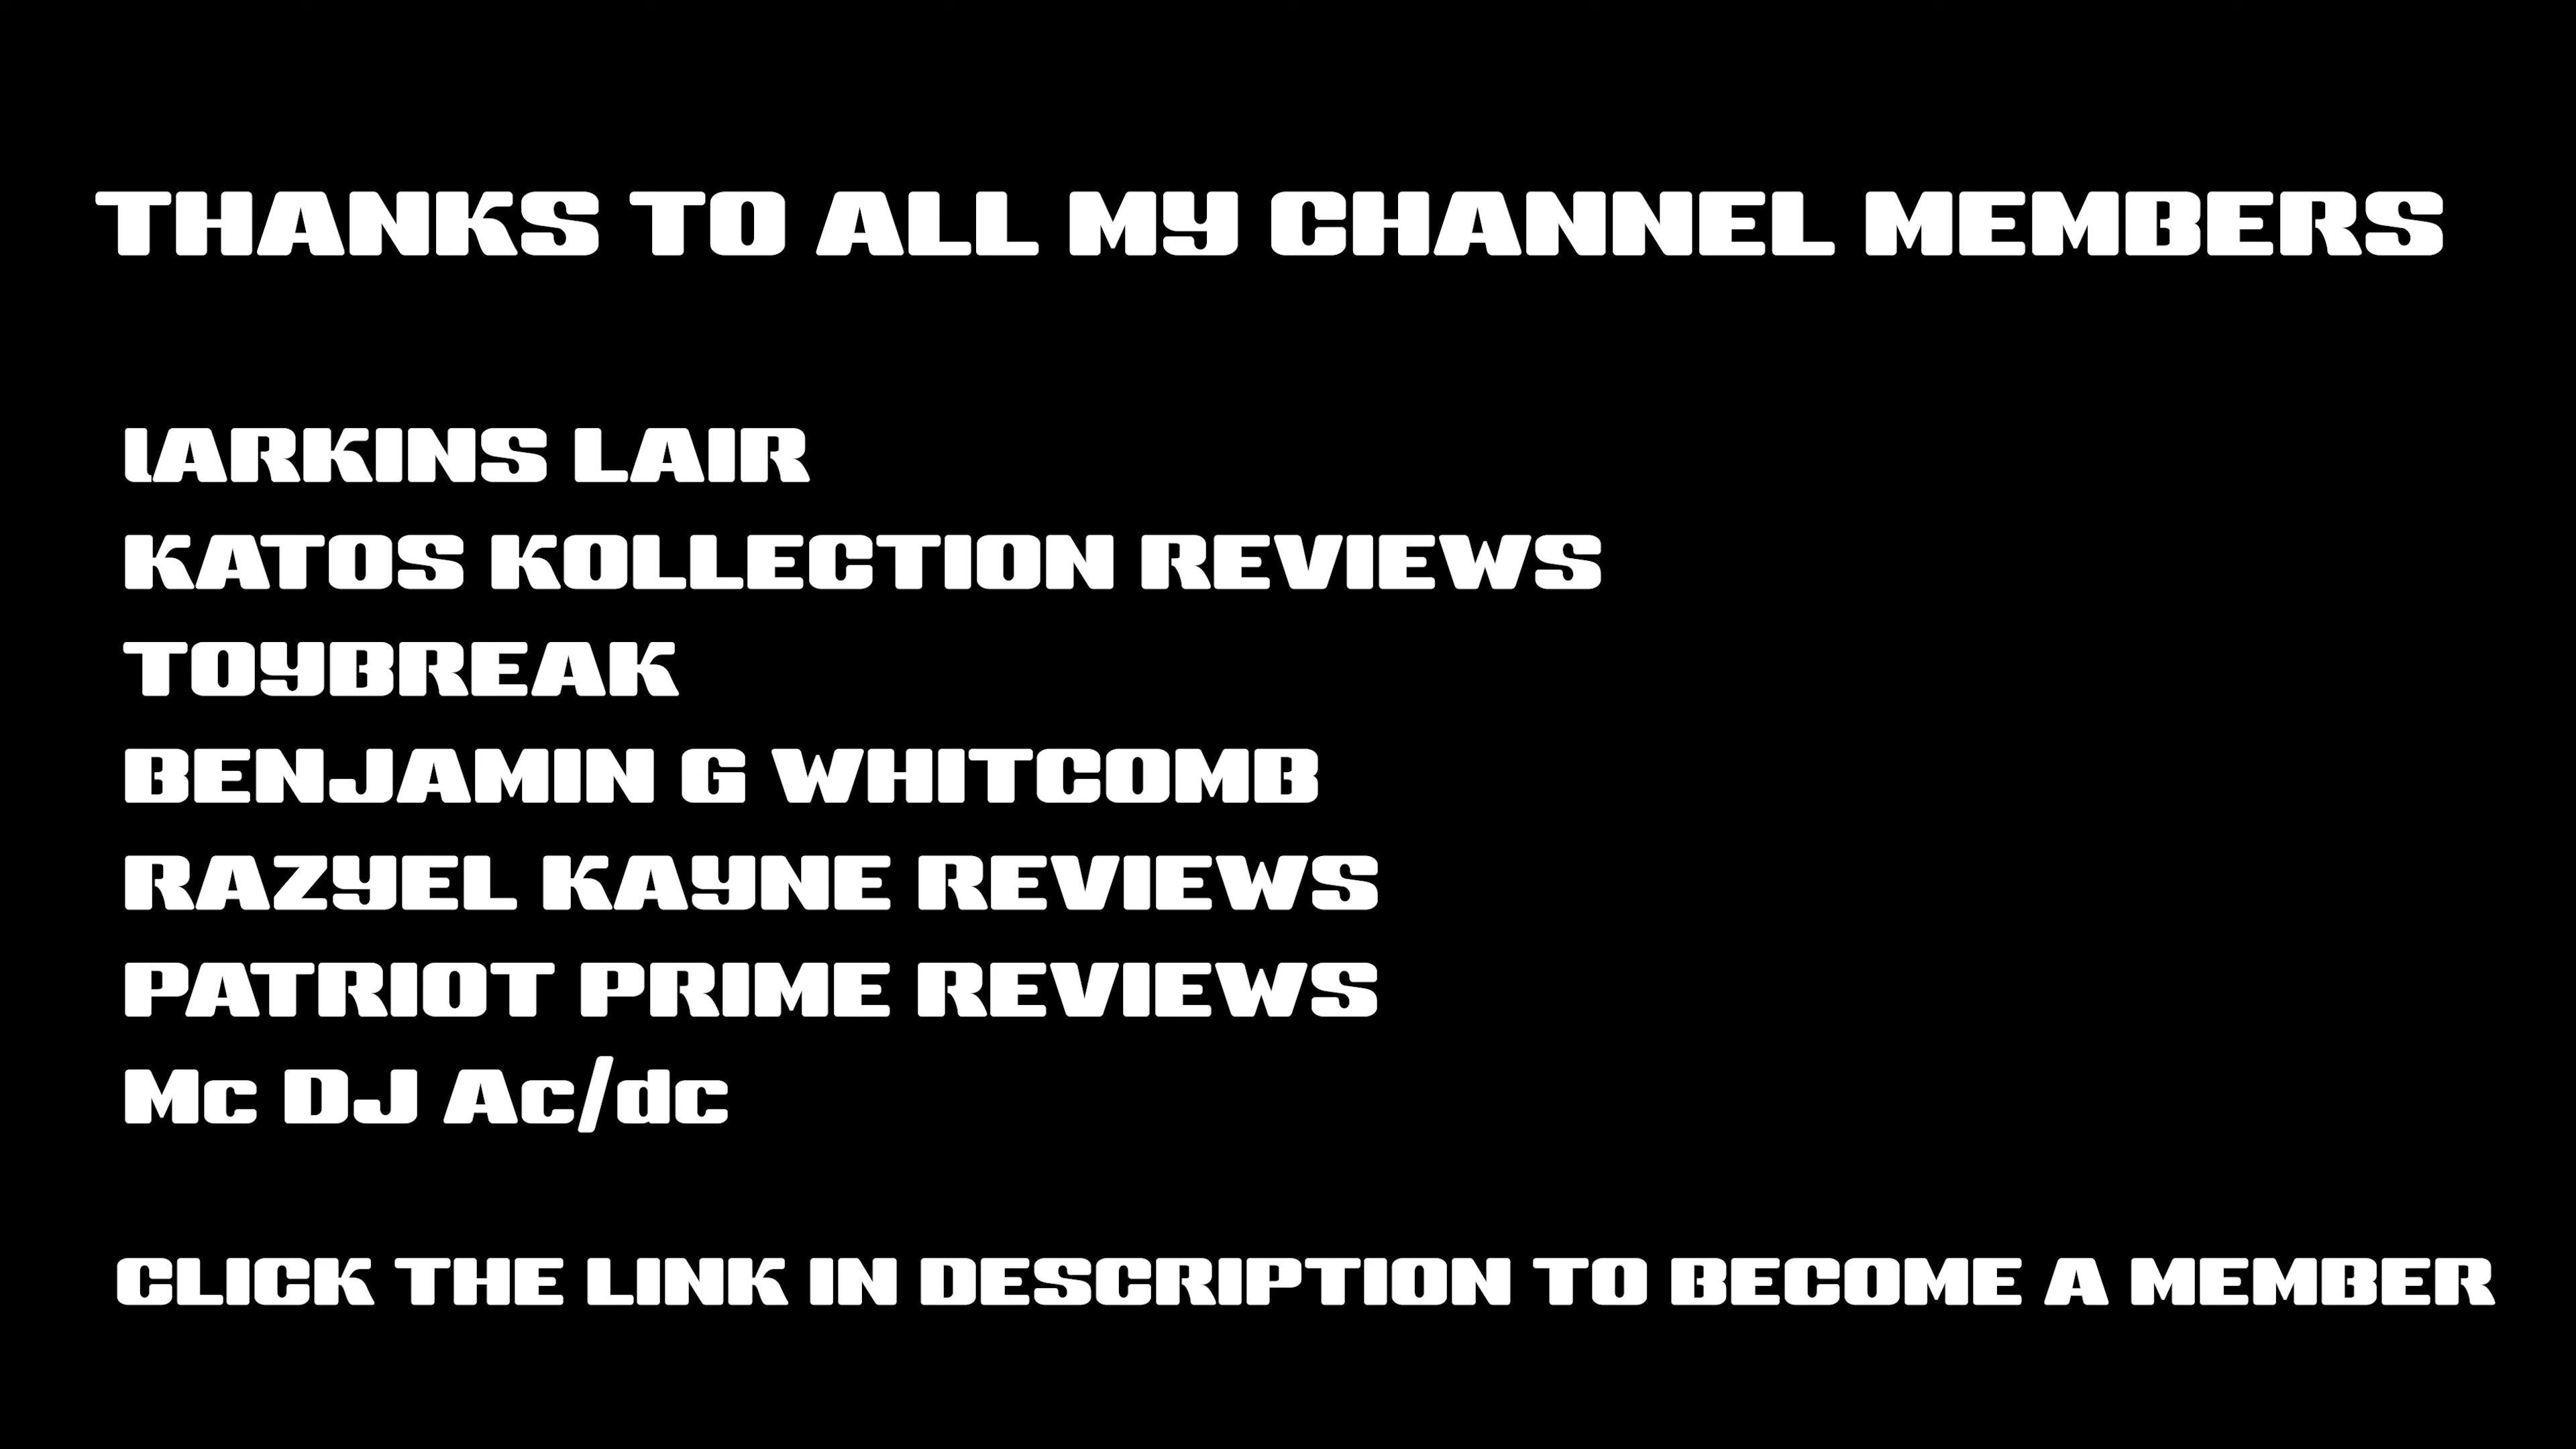 THANKS TO ALL MY CHANNEL MEMBERS
lARKINS LAIR
KATOS KOLLECTION REVIEWS
TOYBREAK
BENJAMIN G WHITCOMB
RAZYEL KAYNE REVIEWS
PATRIOT PRIME REVIEWS
Mc DJ Ac/dc
CLICK THE LINK IN DESCRIPTION TO BECOME A MEMBER